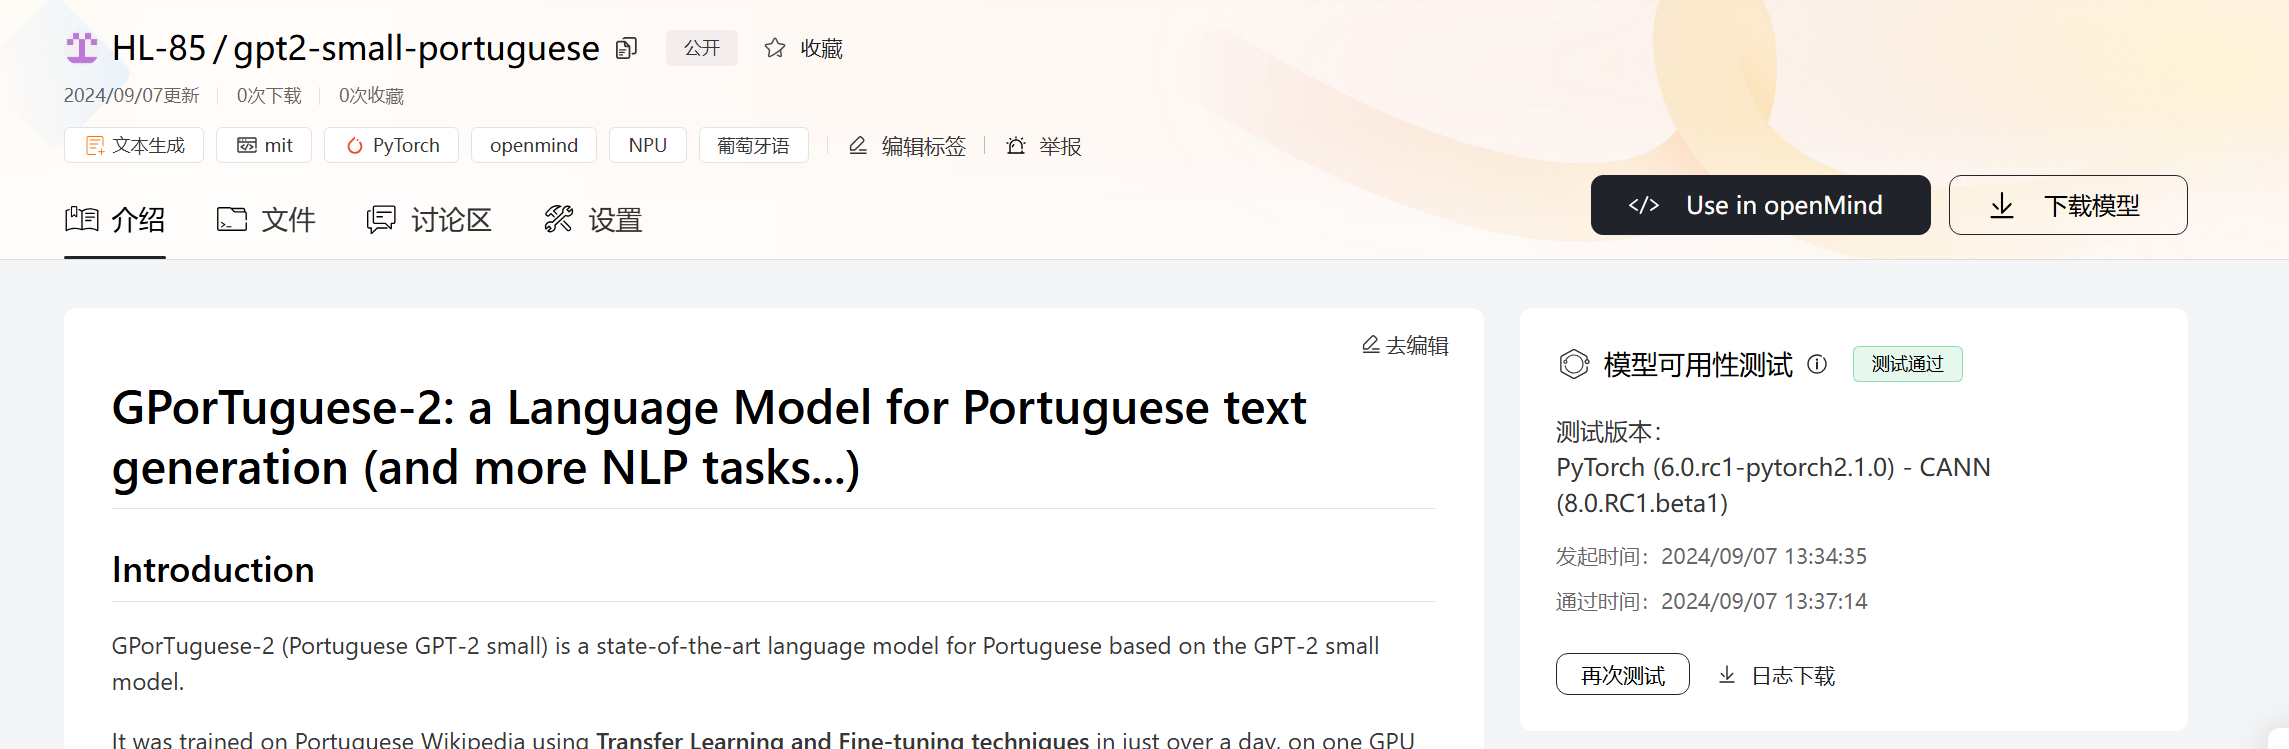 HL-85 / gpt2-small-portuguese 公开 收藏
2024/09/07更新 0次下载 0次收藏
文本生成 mit PyTorch openmind NPU 葡萄牙语 编辑标签 举报
介绍 文件 讨论区 设置
</> Use in openMind 下载模型
去编辑
GPorTuguese-2: a Language Model for Portuguese text
generation (and more NLP tasks...)
Introduction
GPorTuguese-2 (Portuguese GPT-2 small) is a state-of-the-art language model for Portuguese based on the GPT-2 small
model.
It was trained on Portuguese Wikipedia using Transfer Learning and Fine-tuning techniques in just over a day, on one GPU
模型可用性测试 测试通过
测试版本：
PyTorch (6.0.rc1-pytorch2.1.0) - CANN
(8.0.RC1.beta1)
发起时间：2024/09/07 13:34:35
通过时间：2024/09/07 13:37:14
再次测试 日志下载